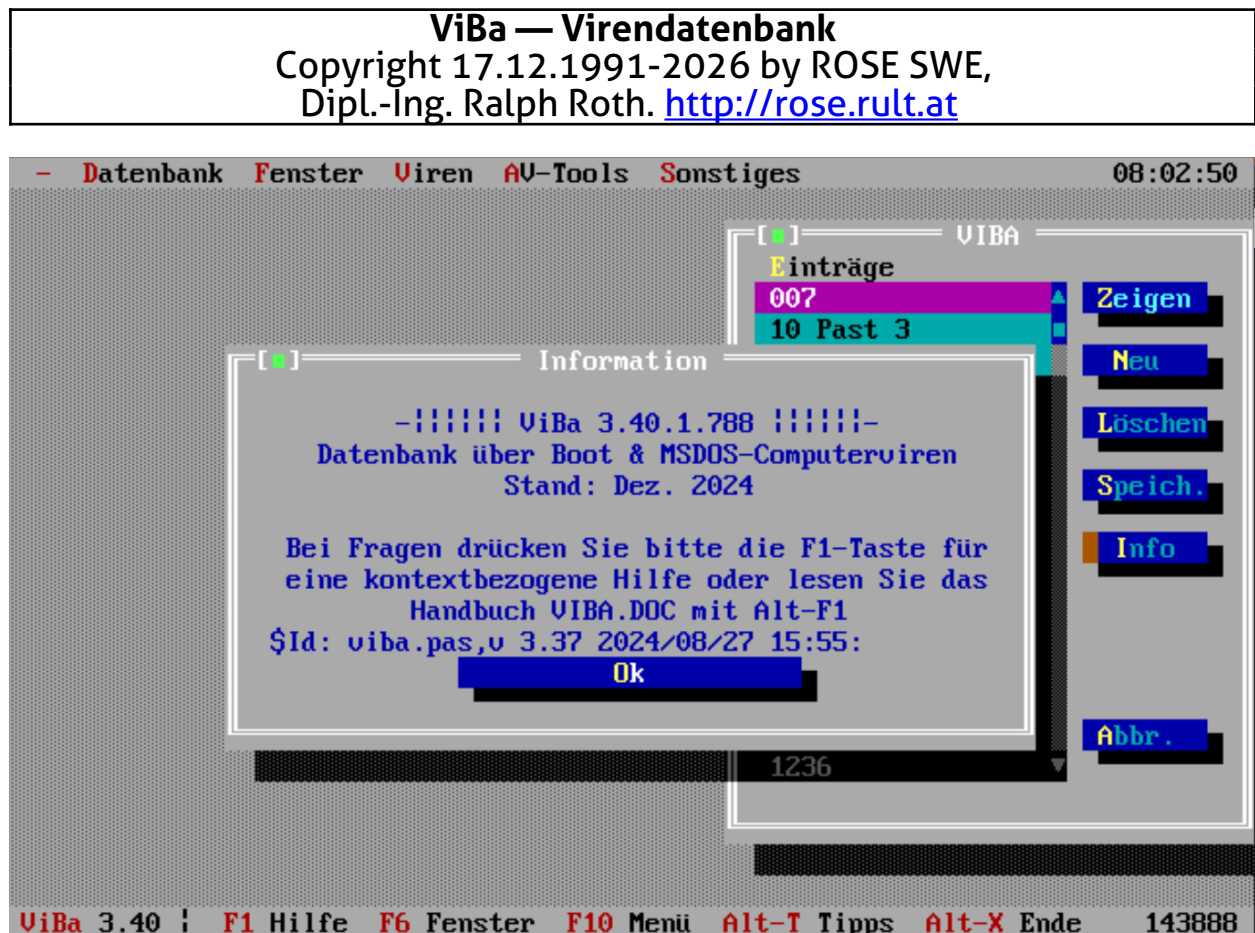 ViBa — Virendatenbank
Copyright 17.12.1991-2026 by ROSE SWE,
Dipl.-Ing. Ralph Roth. http://rose.rult.at
- Datenbank Fenster Viren AV-Tools Sonstiges 08:02:50
[■] VIBA
Einträge
007
10 Past 3
Zeigen
Neu
Löschen
Speich.
Info
Abbr.
[■] Information
-¦¦¦¦¦¦ ViBa 3.40.1.788 ¦¦¦¦¦¦-
Datenbank über Boot & MSDOS-Computerviren
Stand: Dez. 2024
Bei Fragen drücken Sie bitte die F1-Taste für
eine kontextbezogene Hilfe oder lesen Sie das
Handbuch VIBA.DOC mit Alt-F1
$Id: viba.pas,v 3.37 2024/08/27 15:55:
Ok
1236
ViBa 3.40 ¦ F1 Hilfe F6 Fenster F10 Menü Alt-T Tipps Alt-X Ende 143888